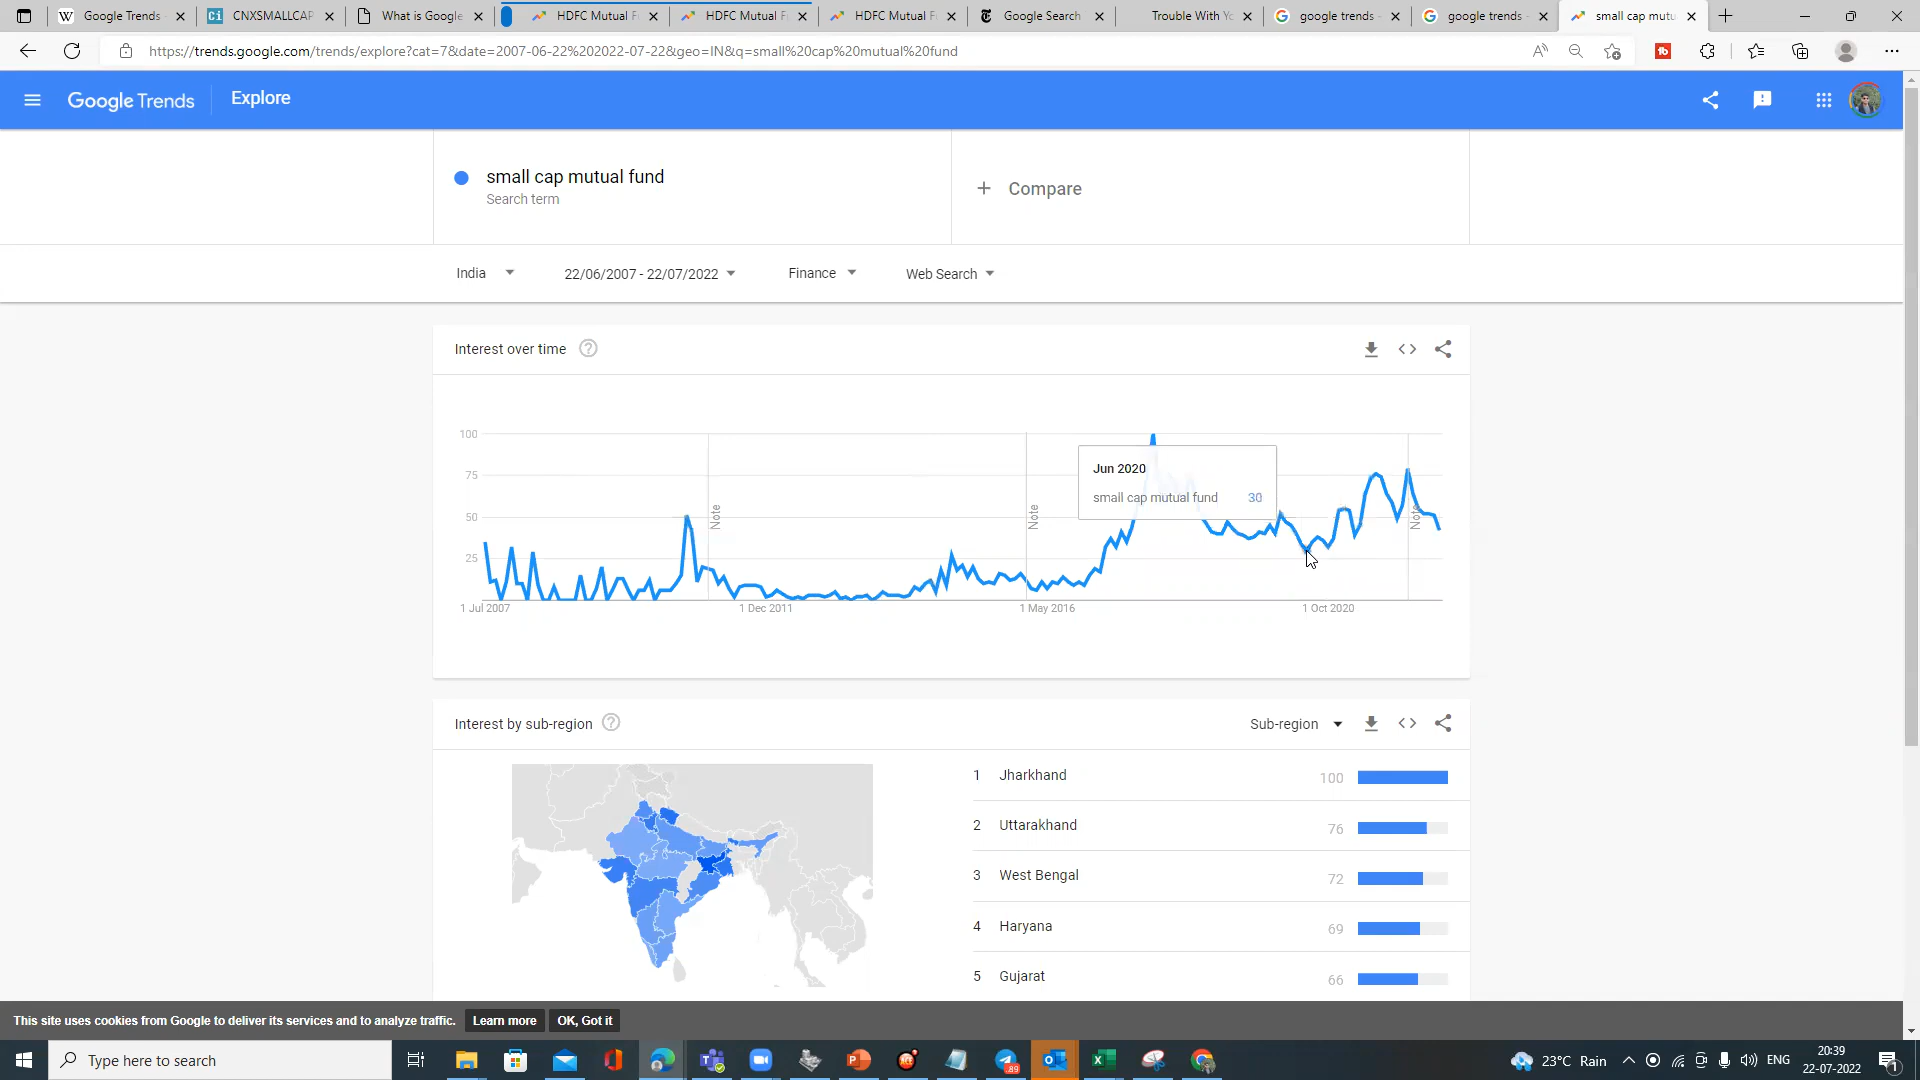 Google Trends -
CNXSMALLCAP
What is Google
HDFC Mutual F
HDFC Mutual F
HDFC Mutual F
Google Search
Trouble With Yo
google trends -
google trends -
small cap mutu
https://trends.google.com/trends/explore?cat=7&date=2007-06-22%202022-07-22&geo=IN&q=small%20cap%20mutual%20fund
Google Trends
Explore
small cap mutual fund
Search term
+ Compare
India
22/06/2007 - 22/07/2022
Finance
Web Search
Interest over time
100
75
50
25
Note
Note
Note
Jun 2020
small cap mutual fund 30
1 Jul 2007
1 Dec 2011
1 May 2016
1 Oct 2020
Interest by sub-region
Sub-region
1 Jharkhand 100
2 Uttarakhand 76
3 West Bengal 72
4 Haryana 69
5 Gujarat 66
This site uses cookies from Google to deliver its services and to analyze traffic.
Learn more
OK, Got it
Type here to search
89
23°C Rain
ENG
20:39
22-07-2022
1